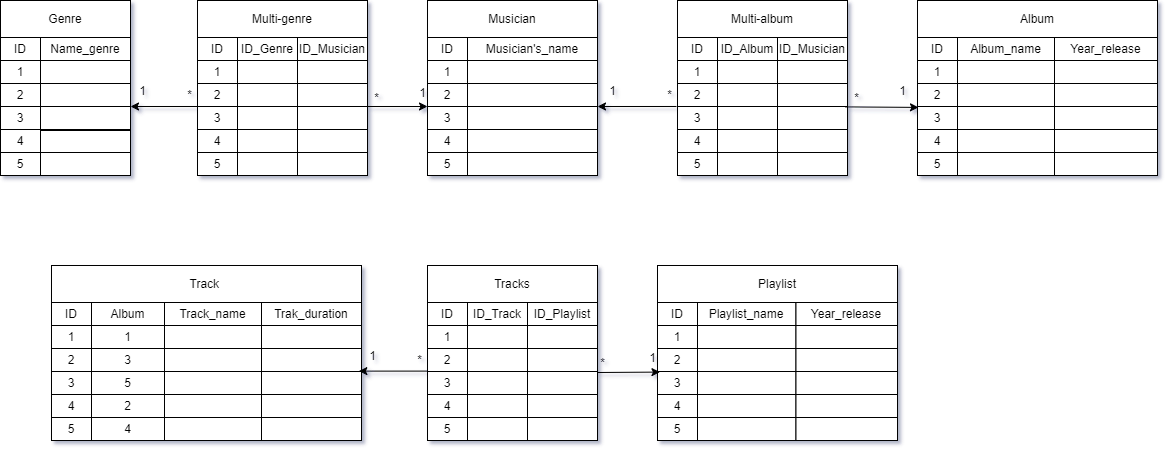 Genre
ID Name_genre
1
2
3
4
5
1 *
Multi-genre
ID ID_Genre ID_Musician
1
2
3
4
5
* 1
Musician
ID Musician's_name
1
2
3
4
5
1 *
Multi-album
ID ID_Album ID_Musician
1
2
3
4
5
* 1
Album
ID Album_name Year_release
1
2
3
4
5
Track
ID Album Track_name Trak_duration
1 1
2 3
3 5
4 2
5 4
1 *
Tracks
ID ID_Track ID_Playlist
1
2
3
4
5
* 1
Playlist
ID Playlist_name Year_release
1
2
3
4
5